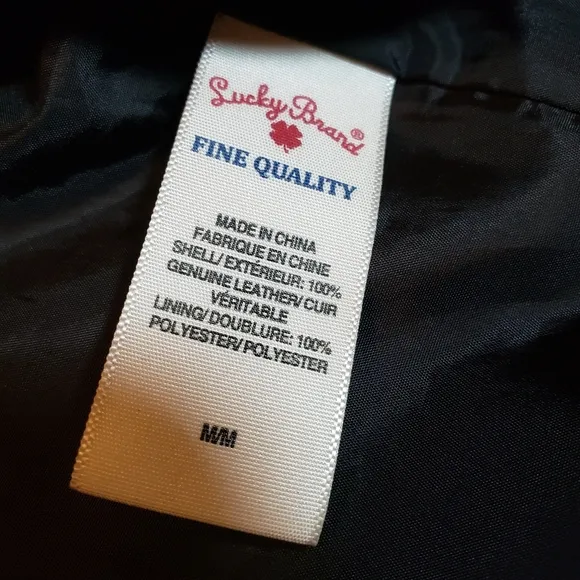 Lucky Brand®
FINE QUALITY
MADE IN CHINA
FABRIQUE EN CHINE
SHELL/ EXTÉRIEUR: 100%
GENUINE LEATHER/ CUIR
VÉRITABLE
LINING/ DOUBLURE: 100%
POLYESTER/ POLYESTER
M/M